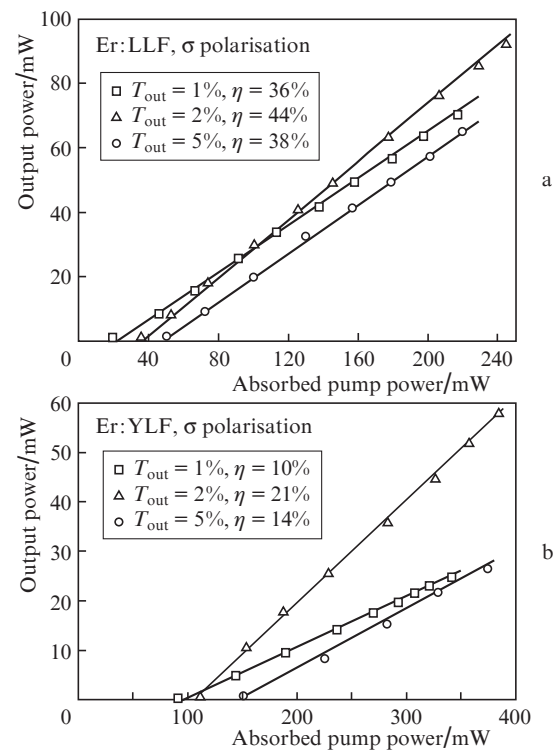 100
Er:LLF, σ polarisation
80
□ T_out = 1%, η = 36%
△ T_out = 2%, η = 44%
○ T_out = 5%, η = 38%
60
40
20
Output power/mW
a
0 40 80 120 160 200 240
Absorbed pump power/mW
60
Er:YLF, σ polarisation
50
□ T_out = 1%, η = 10%
△ T_out = 2%, η = 21%
○ T_out = 5%, η = 14%
40
30
20
10
Output power/mW
b
0 100 200 300 400
Absorbed pump power/mW